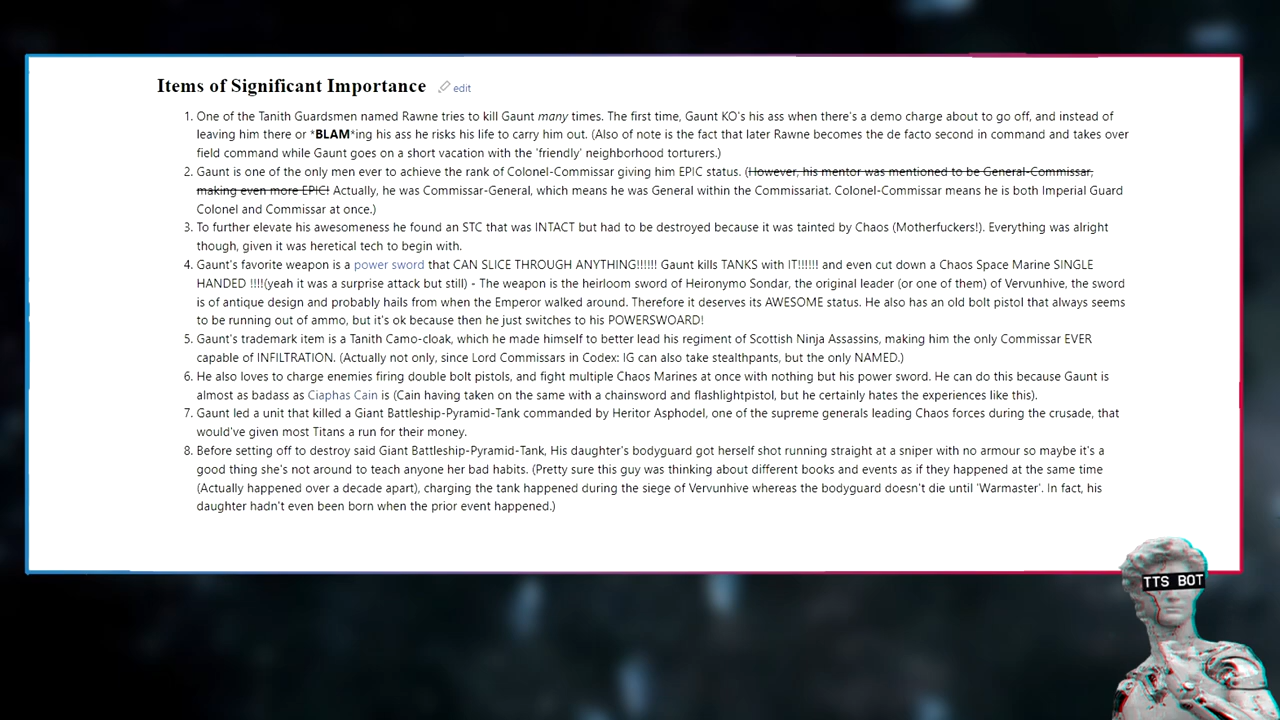 Items of Significant Importance edit
1. One of the Tanith Guardsmen named Rawne tries to kill Gaunt many times. The first time, Gaunt KO's his ass when there's a demo charge about to go off, and instead of
leaving him there or *BLAM*ing his ass he risks his life to carry him out. (Also of note is the fact that later Rawne becomes the de facto second in command and takes over
field command while Gaunt goes on a short vacation with the 'friendly' neighborhood torturers.)
2. Gaunt is one of the only men ever to achieve the rank of Colonel-Commissar giving him EPIC status. (However, his mentor was mentioned to be General-Commissar,
making even more EPIC! Actually, he was Commissar-General, which means he was General within the Commissariat. Colonel-Commissar means he is both Imperial Guard
Colonel and Commissar at once.)
3. To further elevate his awesomeness he found an STC that was INTACT but had to be destroyed because it was tainted by Chaos (Motherfuckers!). Everything was alright
though, given it was heretical tech to begin with.
4. Gaunt's favorite weapon is a power sword that CAN SLICE THROUGH ANYTHING!!!!!! Gaunt kills TANKS with IT!!!!!! and even cut down a Chaos Space Marine SINGLE
HANDED !!!!(yeah it was a surprise attack but still) - The weapon is the heirloom sword of Heironymo Sondar, the original leader (or one of them) of Vervunhive, the sword
is of antique design and probably hails from when the Emperor walked around. Therefore it deserves its AWESOME status. He also has an old bolt pistol that always seems
to be running out of ammo, but it's ok because then he just switches to his POWERSWOARD!
5. Gaunt's trademark item is a Tanith Camo-cloak, which he made himself to better lead his regiment of Scottish Ninja Assassins, making him the only Commissar EVER
capable of INFILTRATION. (Actually not only, since Lord Commissars in Codex: IG can also take stealthpants, but the only NAMED.)
6. He also loves to charge enemies firing double bolt pistols, and fight multiple Chaos Marines at once with nothing but his power sword. He can do this because Gaunt is
almost as badass as Ciaphas Cain is (Cain having taken on the same with a chainsword and flashlightpistol, but he certainly hates the experiences like this).
7. Gaunt led a unit that killed a Giant Battleship-Pyramid-Tank commanded by Heritor Asphodel, one of the supreme generals leading Chaos forces during the crusade, that
would've given most Titans a run for their money.
8. Before setting off to destroy said Giant Battleship-Pyramid-Tank, His daughter's bodyguard got herself shot running straight at a sniper with no armour so maybe it's a
good thing she's not around to teach anyone her bad habits. (Pretty sure this guy was thinking about different books and events as if they happened at the same time
(Actually happened over a decade apart), charging the tank happened during the siege of Vervunhive whereas the bodyguard doesn't die until 'Warmaster'. In fact, his
daughter hadn't even been born when the prior event happened.)
TTS BOT